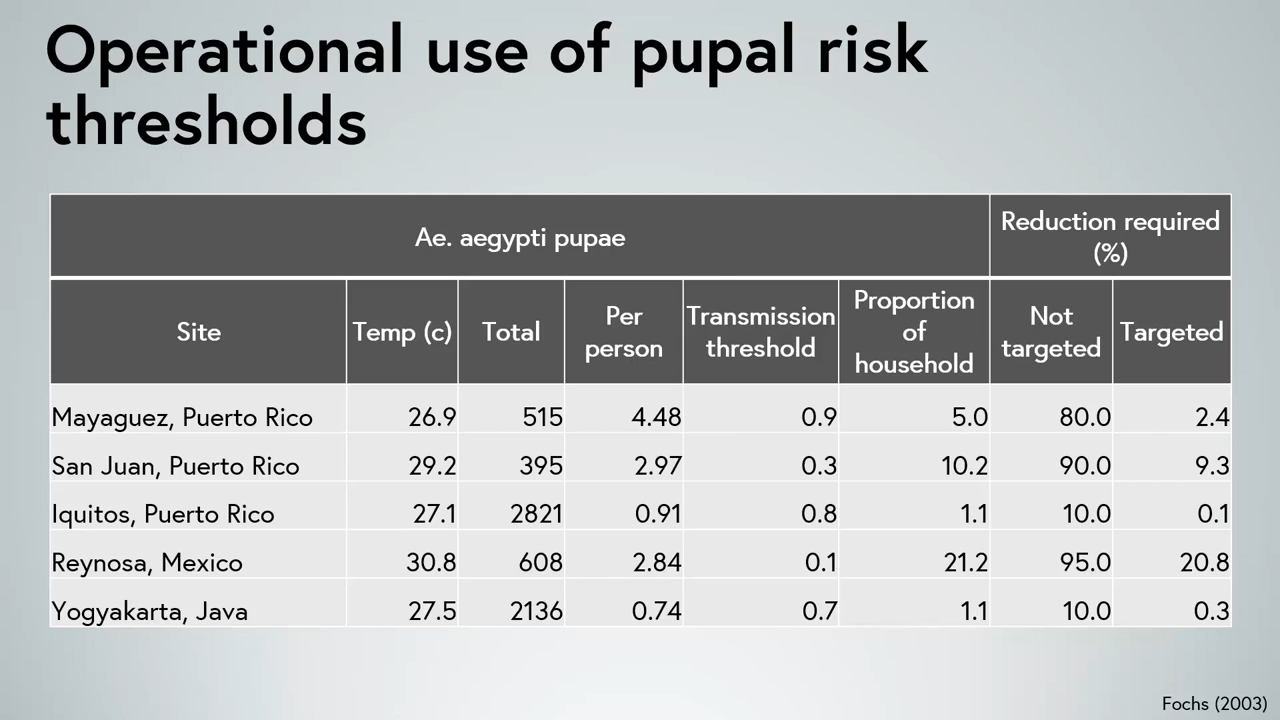 Operational use of pupal risk
thresholds
Ae. aegypti pupae
Reduction required
(%)
Site
Temp (c)
Total
Per
person
Transmission
threshold
Proportion
of
household
Not
targeted
Targeted
Mayaguez, Puerto Rico 26.9 515 4.48 0.9 5.0 80.0 2.4
San Juan, Puerto Rico 29.2 395 2.97 0.3 10.2 90.0 9.3
Iquitos, Puerto Rico 27.1 2821 0.91 0.8 1.1 10.0 0.1
Reynosa, Mexico 30.8 608 2.84 0.1 21.2 95.0 20.8
Yogyakarta, Java 27.5 2136 0.74 0.7 1.1 10.0 0.3
Fochs (2003)